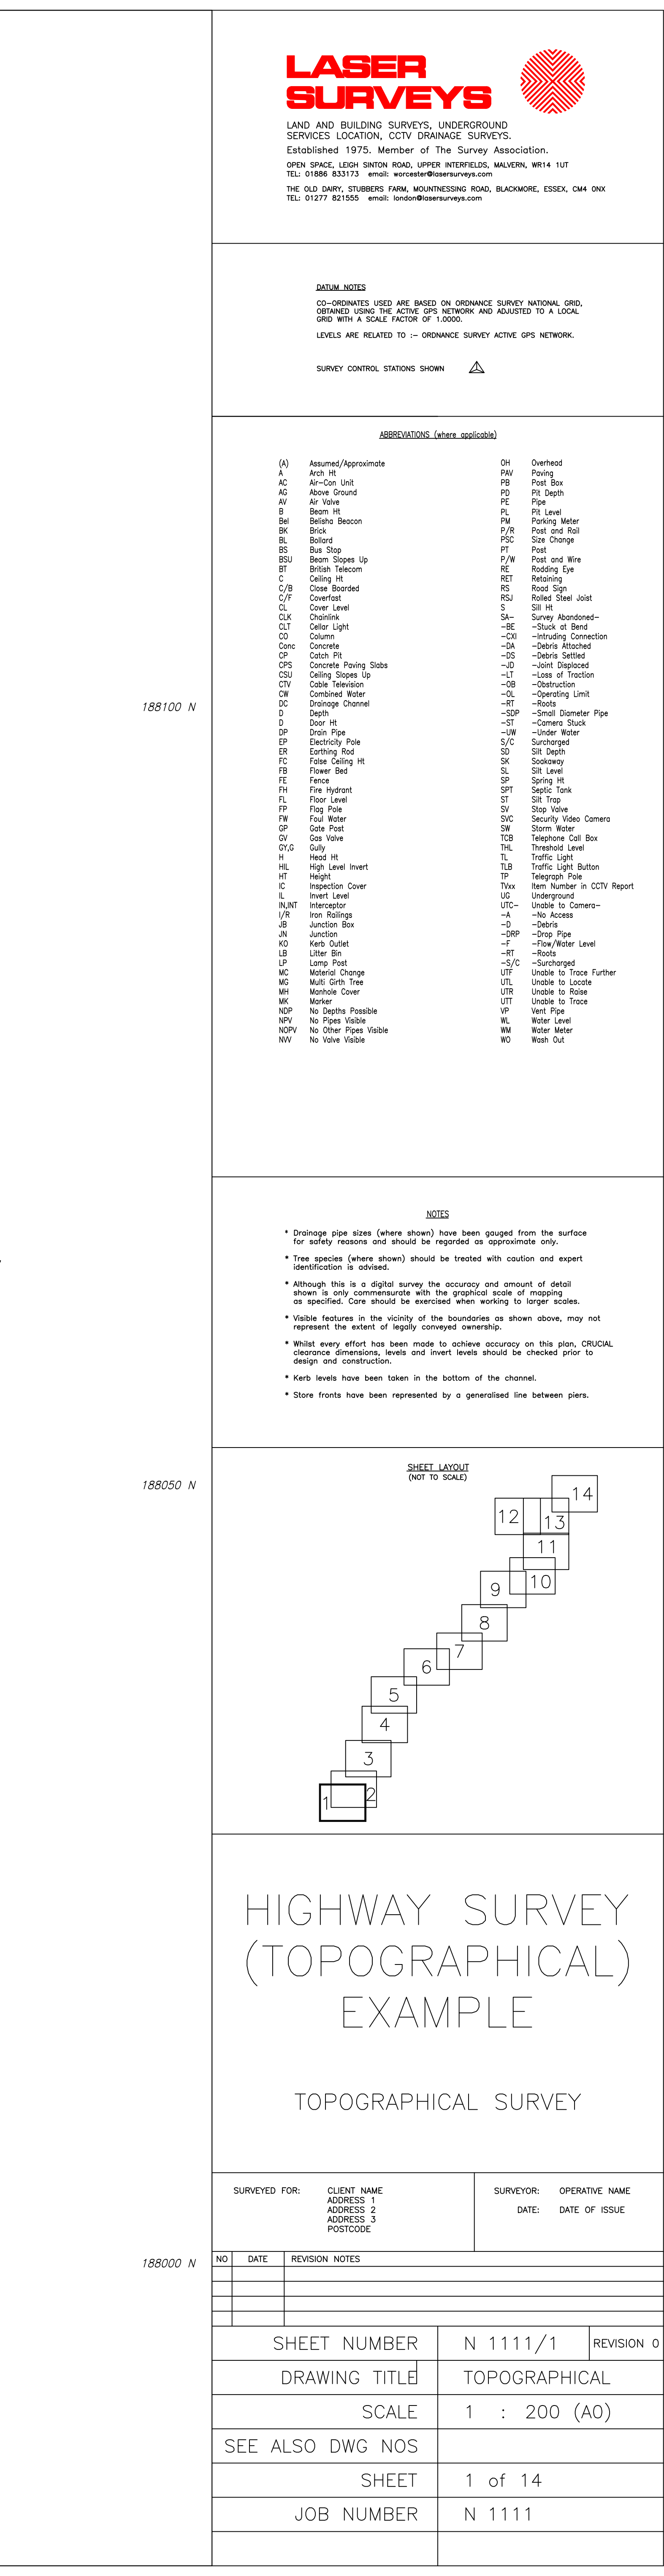 LASER
SURVEYS
LAND AND BUILDING SURVEYS, UNDERGROUND
SERVICES LOCATION, CCTV DRAINAGE SURVEYS.
Established 1975. Member of The Survey Association.
OPEN SPACE, LEIGH SINTON ROAD, UPPER INTERFIELDS, MALVERN, WR14 1UT
TEL: 01886 833173 email: worcester@lasersurveys.com
THE OLD DAIRY, STUBBERS FARM, MOUNTNESSING ROAD, BLACKMORE, ESSEX, CM4 0NX
TEL: 01277 821555 email: london@lasersurveys.com
DATUM NOTES
CO-ORDINATES USED ARE BASED ON ORDNANCE SURVEY NATIONAL GRID,
OBTAINED USING THE ACTIVE GPS NETWORK AND ADJUSTED TO A LOCAL
GRID WITH A SCALE FACTOR OF 1.0000.
LEVELS ARE RELATED TO :- ORDNANCE SURVEY ACTIVE GPS NETWORK.
SURVEY CONTROL STATIONS SHOWN
ABBREVIATIONS (where applicable)
(A) Assumed/Approximate
A Arch Ht
AC Air-Con Unit
AG Above Ground
AV Air Valve
B Beam Ht
Bel Belisha Beacon
BK Brick
BL Bollard
BS Bus Stop
BSU Beam Slopes Up
BT British Telecom
C Ceiling Ht
C/B Close Boarded
C/F Coverfast
CL Cover Level
CLK Chainlink
CLT Cellar Light
CO Column
Conc Concrete
CP Catch Pit
CPS Concrete Paving Slabs
CSU Ceiling Slopes Up
CTV Cable Television
CW Combined Water
DC Drainage Channel
D Depth
D Door Ht
DP Drain Pipe
EP Electricity Pole
ER Earthing Rod
FC False Ceiling Ht
FB Flower Bed
FE Fence
FH Fire Hydrant
FL Floor Level
FP Flag Pole
FW Foul Water
GP Gate Post
GV Gas Valve
GY,G Gully
H Head Ht
HIL High Level Invert
HT Height
IC Inspection Cover
IL Invert Level
IN,INT Interceptor
I/R Iron Railings
JB Junction Box
JN Junction
KO Kerb Outlet
LB Litter Bin
LP Lamp Post
MC Material Change
MG Multi Girth Tree
MH Manhole Cover
MK Marker
NDP No Depths Possible
NPV No Pipes Visible
NOPV No Other Pipes Visible
NVV No Valve Visible
OH Overhead
PAV Paving
PB Post Box
PD Pit Depth
PE Pipe
PL Pit Level
PM Parking Meter
P/R Post and Rail
PSC Size Change
PT Post
P/W Post and Wire
RE Rodding Eye
RET Retaining
RS Road Sign
RSJ Rolled Steel Joist
S Sill Ht
SA- Survey Abandoned-
-BE -Stuck at Bend
-CXI -Intruding Connection
-DA -Debris Attached
-DS -Debris Settled
-JD -Joint Displaced
-LT -Loss of Traction
-OB -Obstruction
-OL -Operating Limit
-RT -Roots
-SDP -Small Diameter Pipe
-ST -Camera Stuck
-UW -Under Water
S/C Surcharged
SD Silt Depth
SK Soakaway
SL Silt Level
SP Spring Ht
SPT Septic Tank
ST Silt Trap
SV Stop Valve
SVC Security Video Camera
SW Storm Water
TCB Telephone Call Box
THL Threshold Level
TL Traffic Light
TLB Traffic Light Button
TP Telegraph Pole
TVxx Item Number in CCTV Report
UG Underground
UTC- Unable to Camera-
-A -No Access
-D -Debris
-DRP -Drop Pipe
-F -Flow/Water Level
-RT -Roots
-S/C -Surcharged
UTF Unable to Trace Further
UTL Unable to Locate
UTR Unable to Raise
UTT Unable to Trace
VP Vent Pipe
WL Water Level
WM Water Meter
WO Wash Out
188100 N
NOTES
* Drainage pipe sizes (where shown) have been gauged from the surface
for safety reasons and should be regarded as approximate only.
* Tree species (where shown) should be treated with caution and expert
identification is advised.
* Although this is a digital survey the accuracy and amount of detail
shown is only commensurate with the graphical scale of mapping
as specified. Care should be exercised when working to larger scales.
* Visible features in the vicinity of the boundaries as shown above, may not
represent the extent of legally conveyed ownership.
* Whilst every effort has been made to achieve accuracy on this plan, CRUCIAL
clearance dimensions, levels and invert levels should be checked prior to
design and construction.
* Kerb levels have been taken in the bottom of the channel.
* Store fronts have been represented by a generalised line between piers.
188050 N
SHEET LAYOUT
(NOT TO SCALE)
14
12
13
11
10
9
8
7
6
5
4
3
2
1
HIGHWAY SURVEY
(TOPOGRAPHICAL)
EXAMPLE
TOPOGRAPHICAL SURVEY
SURVEYED FOR: CLIENT NAME
ADDRESS 1
ADDRESS 2
ADDRESS 3
POSTCODE
SURVEYOR: OPERATIVE NAME
DATE: DATE OF ISSUE
188000 N
NO DATE REVISION NOTES
SHEET NUMBER N 1111/1 REVISION 0
DRAWING TITLE TOPOGRAPHICAL
SCALE 1 : 200 (A0)
SEE ALSO DWG NOS
SHEET 1 of 14
JOB NUMBER N 1111